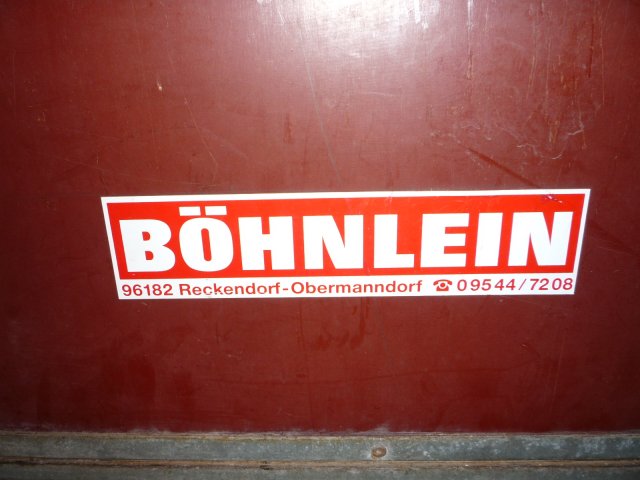 BÖHNLEIN
96182 Reckendorf-Obermanndorf ☎ 09544/7208